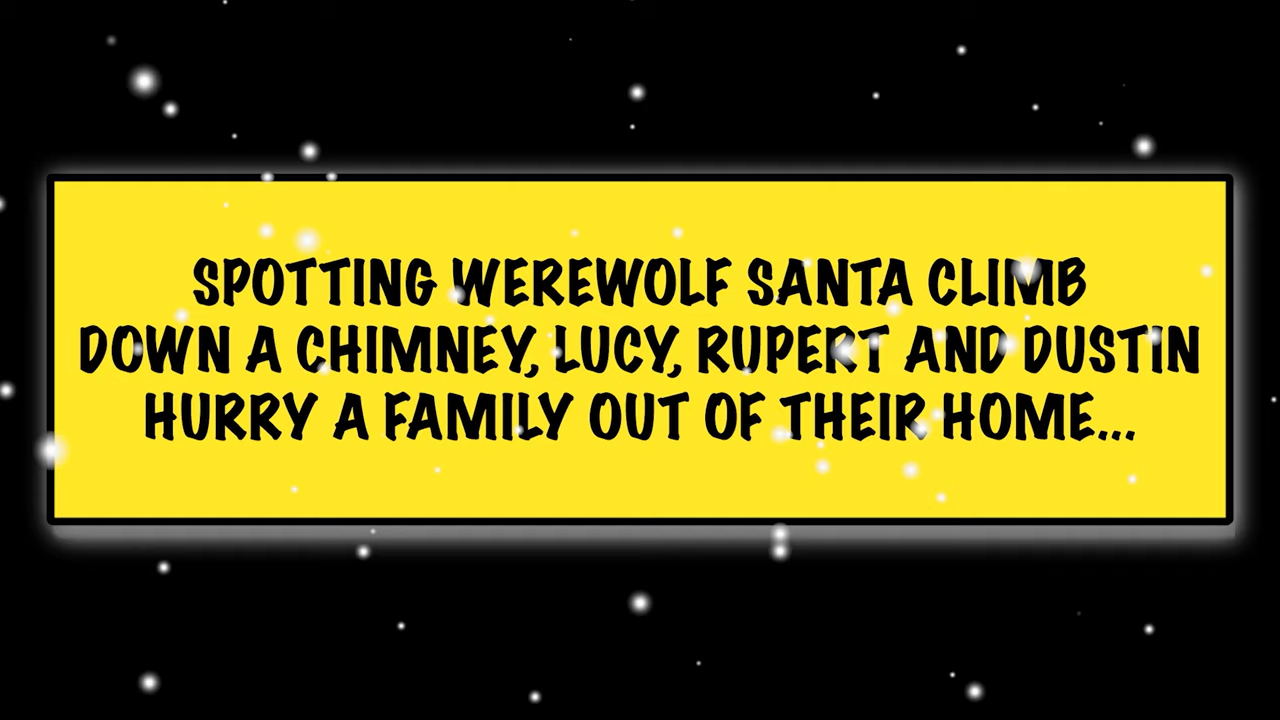 SPOTTING WEREWOLF SANTA CLIMB
DOWN A CHIMNEY, LUCY, RUPERT AND DUSTIN
HURRY A FAMILY OUT OF THEIR HOME...